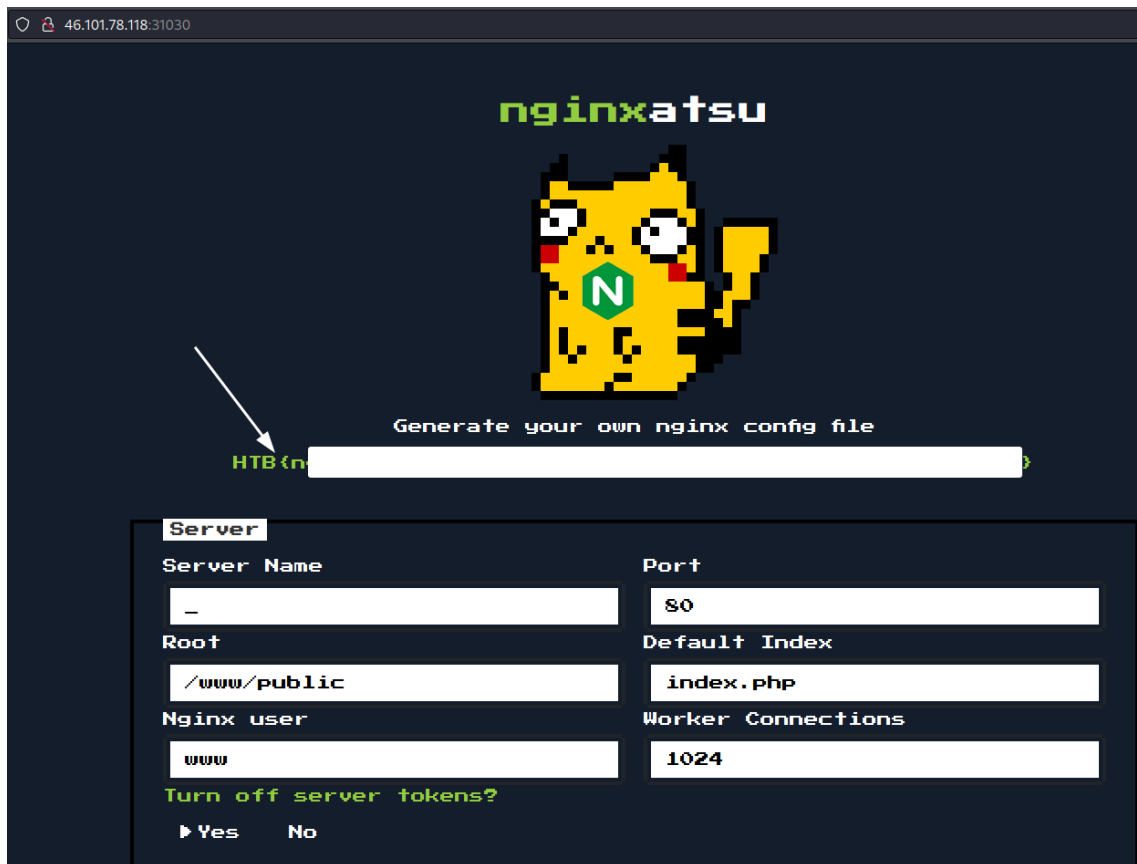 46.101.78.118:31030
nginxatsu
N
Generate your own nginx config file
HTB{n }
Server
Server Name
Port
_
80
Root
Default Index
/www/public
index.php
Nginx user
Worker Connections
www
1024
Turn off server tokens?
Yes No